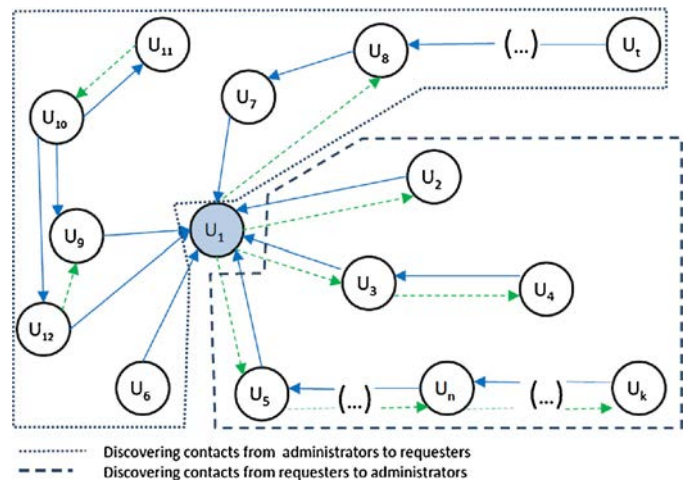 U11
U8
(...)
Ut
U7
U10
U2
U1
U9
U3
U4
U12
U6
U5
(...)
Un
(...)
Uk
Discovering contacts from administrators to requesters
Discovering contacts from requesters to administrators